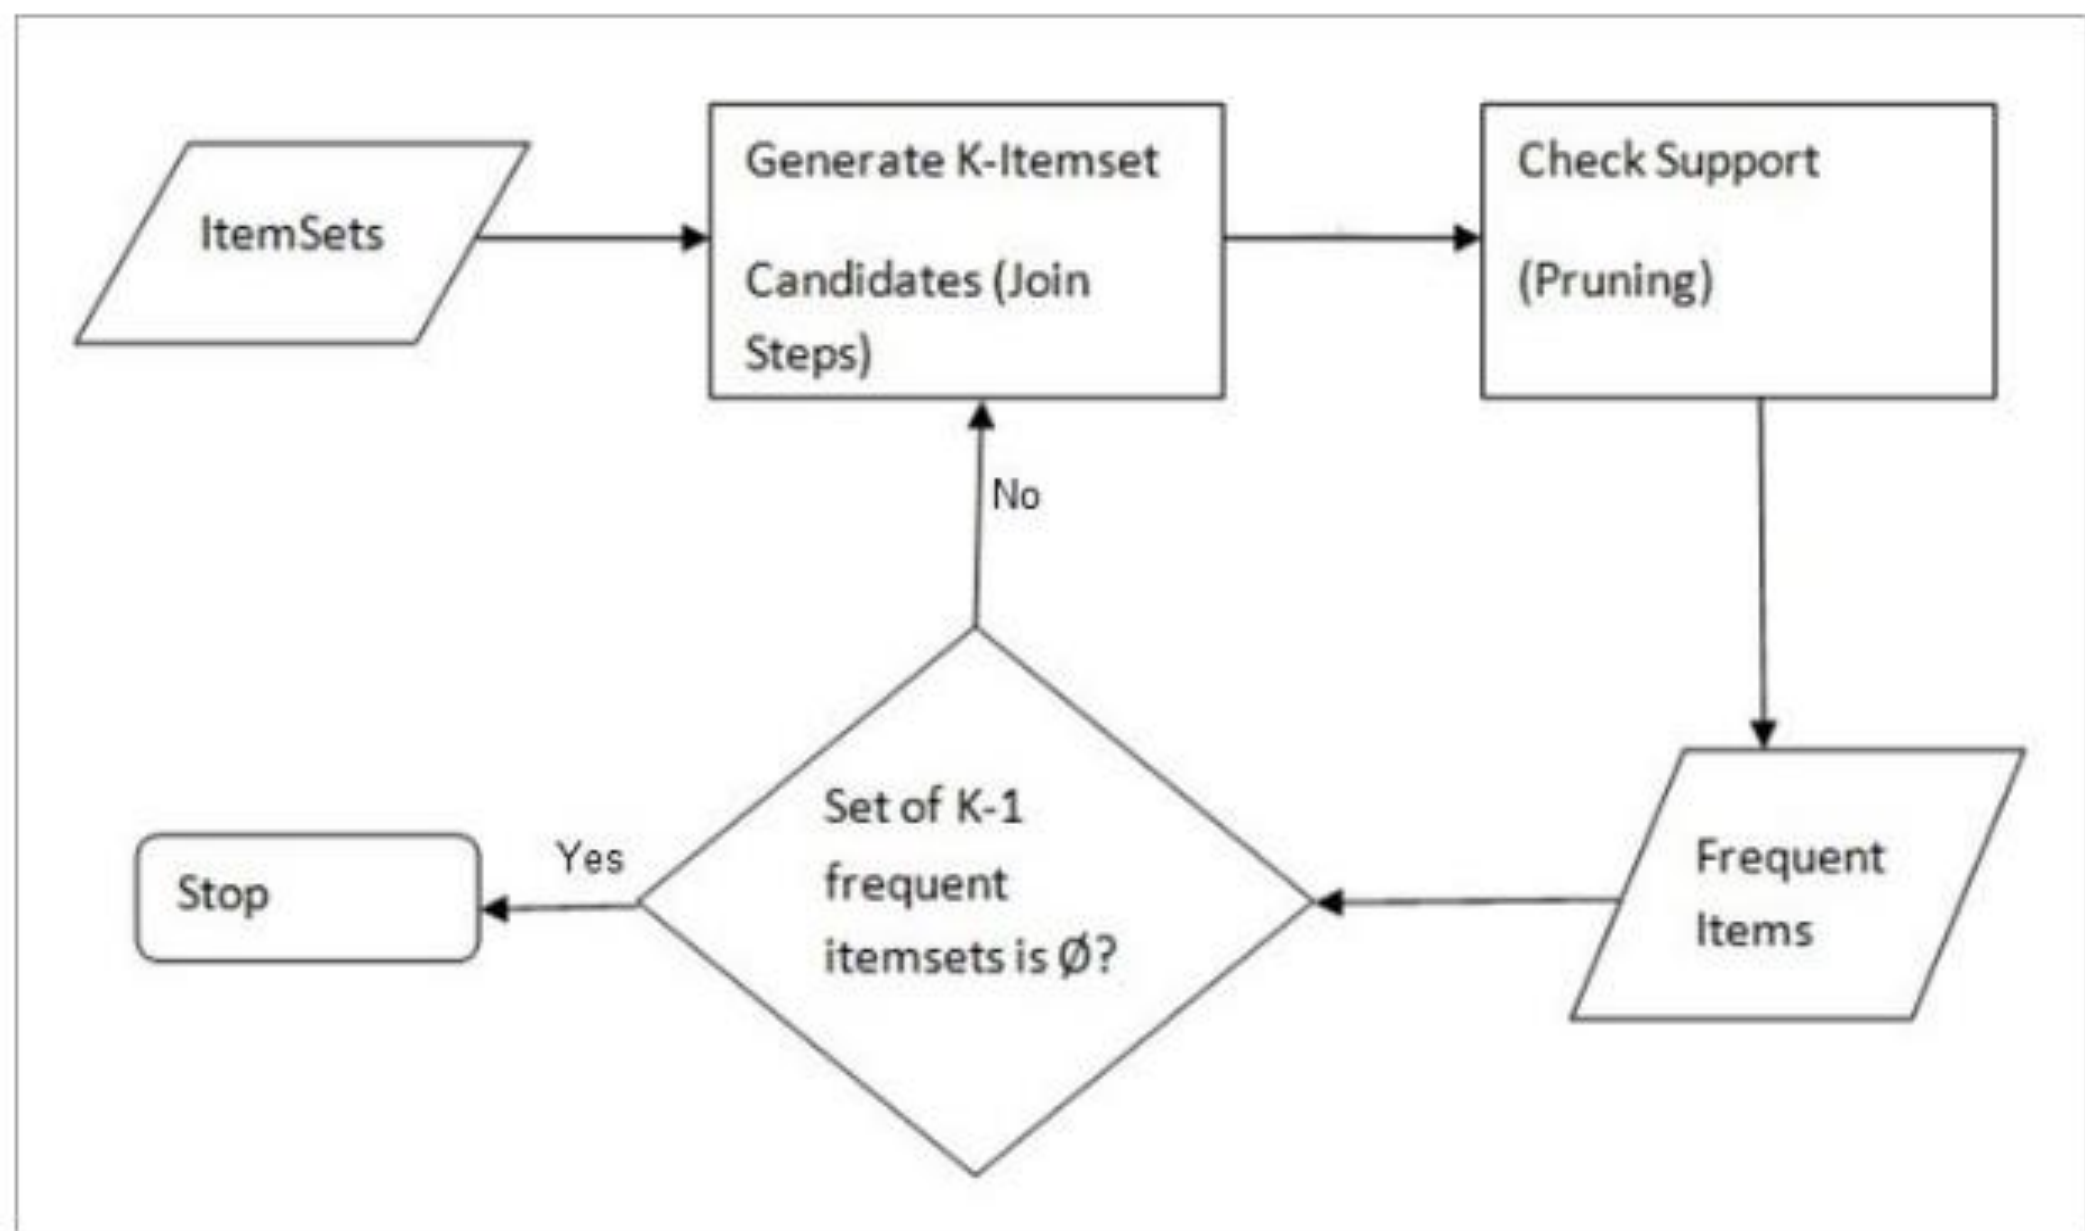 ItemSets
Generate K-Itemset
Candidates (Join
Steps)
Check Support
(Pruning)
No
Set of K-1
frequent
itemsets is Ø?
Yes
Stop
Frequent
Items